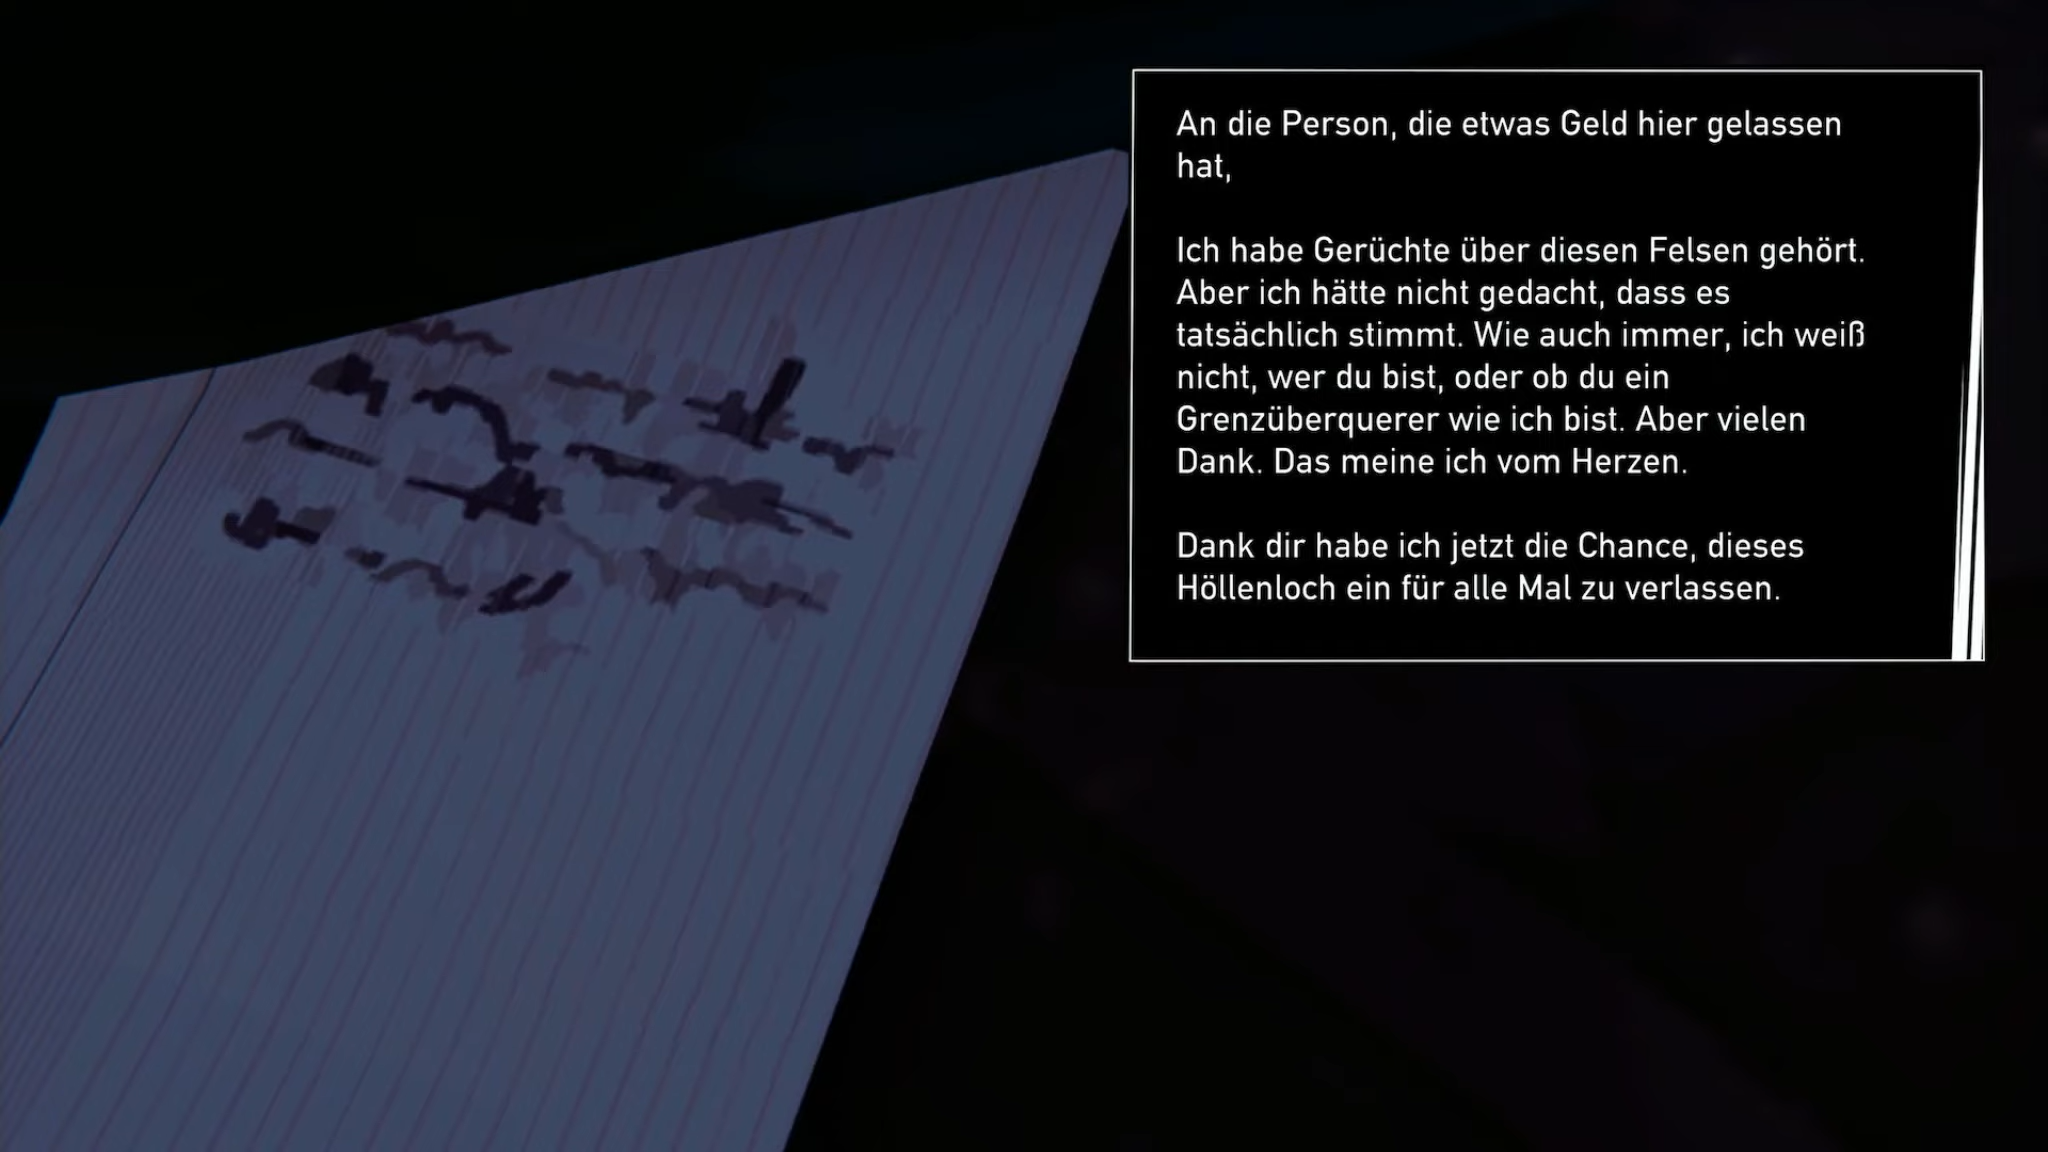 An die Person, die etwas Geld hier gelassen
hat,
Ich habe Gerüchte über diesen Felsen gehört.
Aber ich hätte nicht gedacht, dass es
tatsächlich stimmt. Wie auch immer, ich weiß
nicht, wer du bist, oder ob du ein
Grenzüberquerer wie ich bist. Aber vielen
Dank. Das meine ich vom Herzen.
Dank dir habe ich jetzt die Chance, dieses
Höllenloch ein für alle Mal zu verlassen.